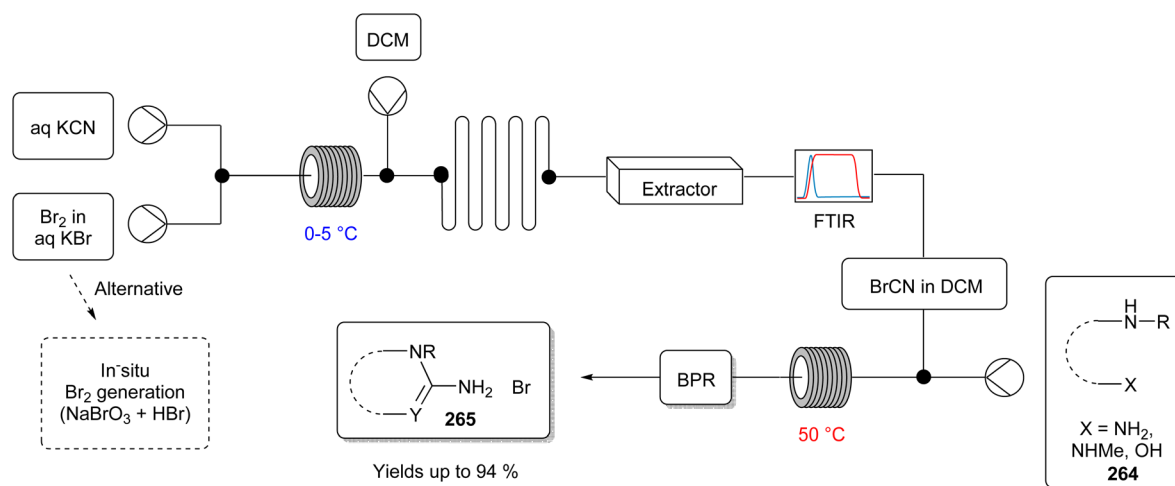 DCM
aq KCN
Br₂ in
aq KBr
0-5 °C
Extractor
FTIR
Alternative
In-situ
Br₂ generation
(NaBrO₃ + HBr)
BrCN in DCM
H
N R
X
X = NH₂,
NHMe, OH
264
50 °C
BPR
NR
NH₂ Br
Y
265
Yields up to 94 %